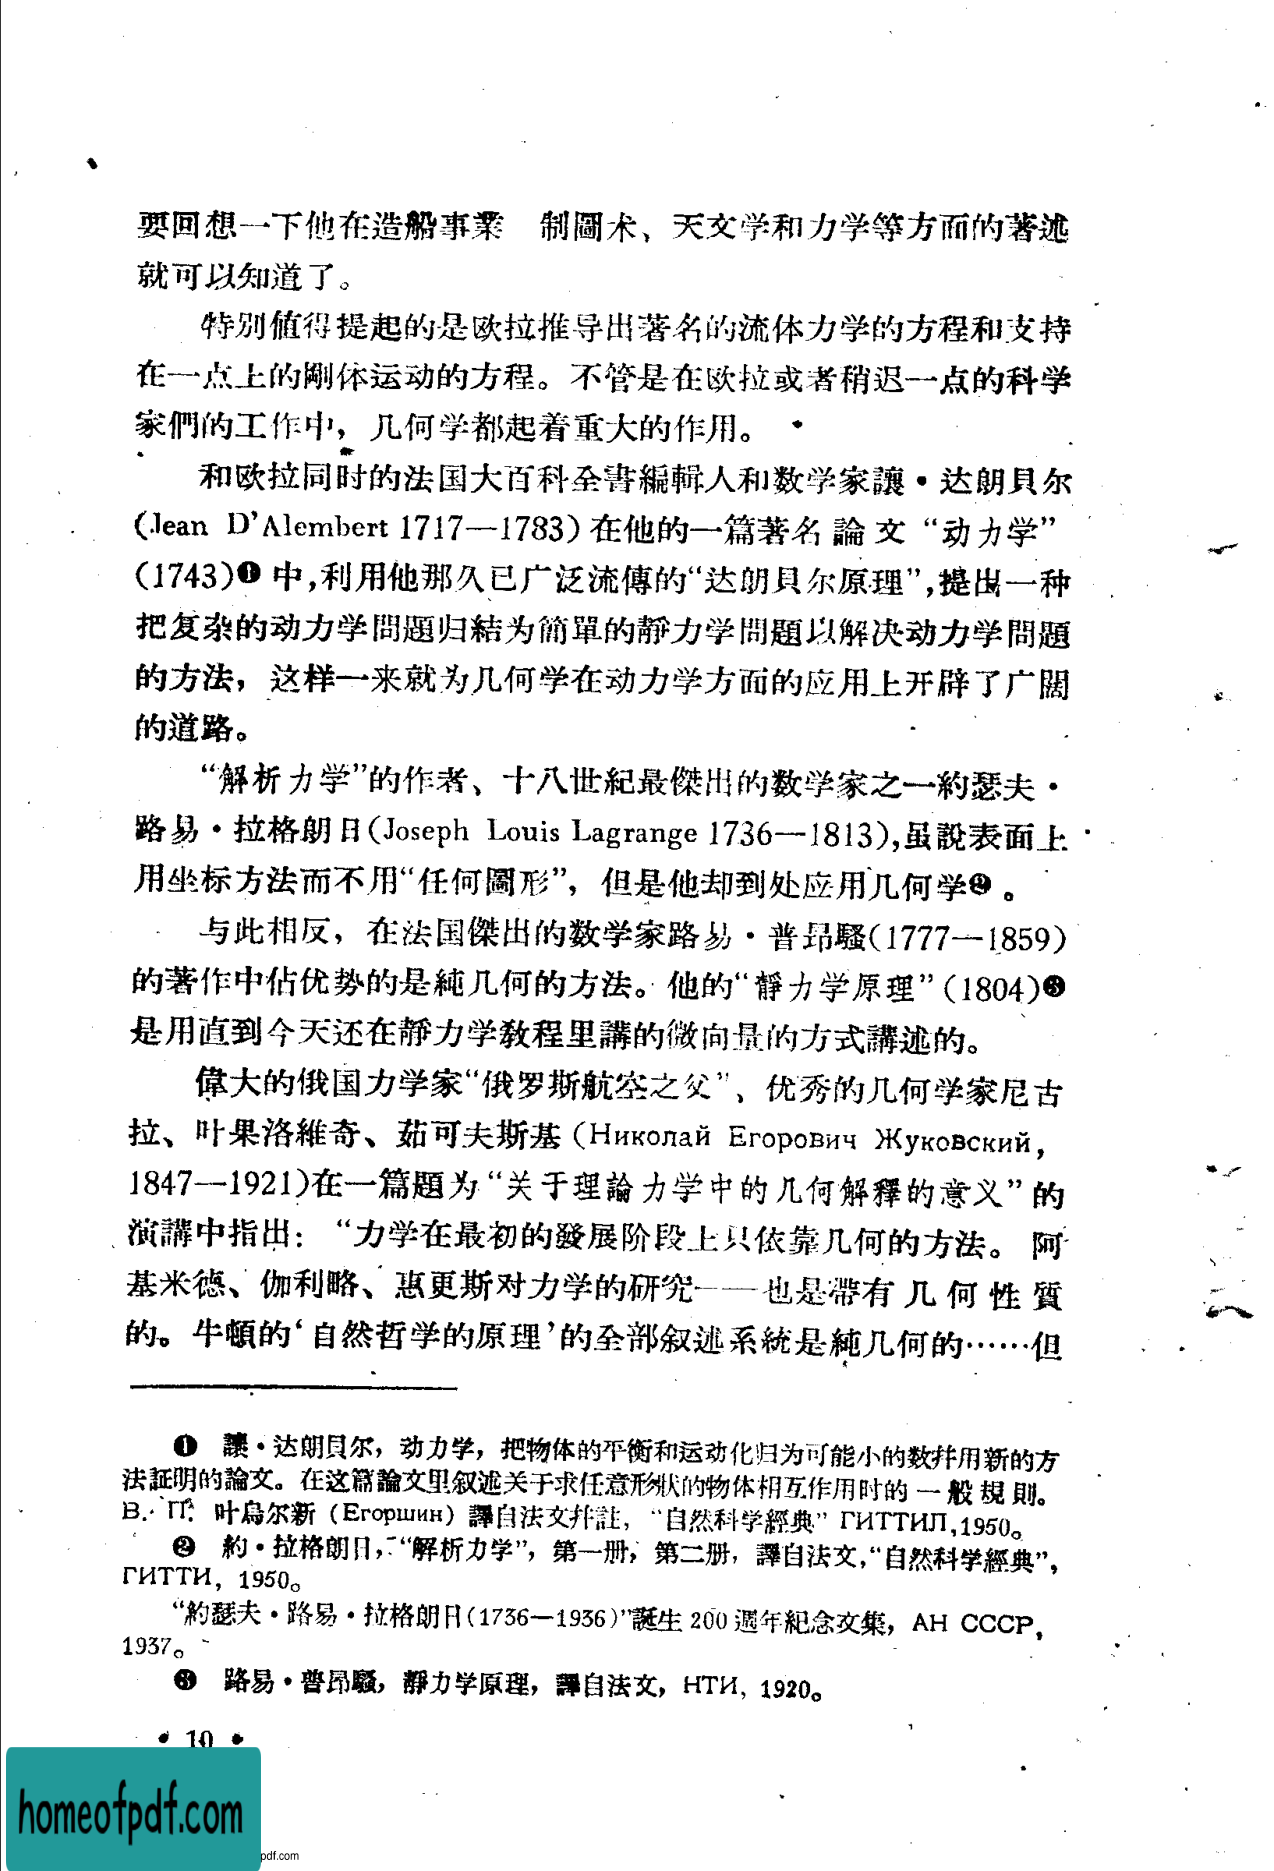 要回想一下他在造船事業 制圖术、天文学和力学等方面的著述
就可以知道了。
特別值得提起的是欧拉推导出著名的流体力学的方程和支持
在一点上的剛体运动的方程。不管是在欧拉或者稍迟一点的科学
家們的工作中，几何学都起着重大的作用。
和欧拉同时的法国大百科全書編輯人和数学家讓·达朗貝尔
(Jean D'Alembert 1717—1783)在他的一篇著名論文“动力学”
(1743)❶中,利用他那久已广泛流傳的“达朗貝尔原理”,提出一种
把复杂的动力学問題归結为簡單的靜力学問題以解决动力学問題
的方法，这样一来就为几何学在动力学方面的应用上开辟了广闊
的道路。
“解析力学”的作者、十八世紀最傑出的数学家之一約瑟夫·
路易·拉格朗日(Joseph Louis Lagrange 1736—1813),虽說表面上
用坐标方法而不用“任何圖形”，但是他却到处应用几何学❷。
与此相反，在法国傑出的数学家路易·普昂騷(1777—1859)
的著作中佔优势的是純几何的方法。他的“靜力学原理”(1804)❸
是用直到今天还在靜力学教程里講的微向量的方式講述的。
偉大的俄国力学家“俄罗斯航空之父”、优秀的几何学家尼古
拉、叶果洛維奇、茹可夫斯基(Николай Егорович Жуковский,
1847—1921)在一篇題为“关于理論力学中的几何解釋的意义”的
演講中指出：“力学在最初的發展阶段上只依靠几何的方法。阿
基米德、伽利略、惠更斯对力学的研究——也是帶有几何性質
的。牛頓的‘自然哲学的原理’的全部叙述系統是純几何的……但
❶ 讓·达朗貝尔，动力学，把物体的平衡和运动化归为可能小的数幷用新的方
法証明的論文。在这篇論文里叙述关于求任意形狀的物体相互作用时的一般規則。
В. П. 叶烏尔新(Егоршин)譯自法文幷註，“自然科学經典”ГИТТИЛ,1950。
❷ 約·拉格朗日，“解析力学”，第一册，第二册，譯自法文,“自然科学經典”,
ГИТТИ, 1950。
“約瑟夫·路易·拉格朗日(1736—1936)”誕生200週年紀念文集，АН СССР,
1937。
❸ 路易·普昂騷，靜力学原理，譯自法文，НТИ, 1920。
• 10 •
homeofpdf.com
pdf.com